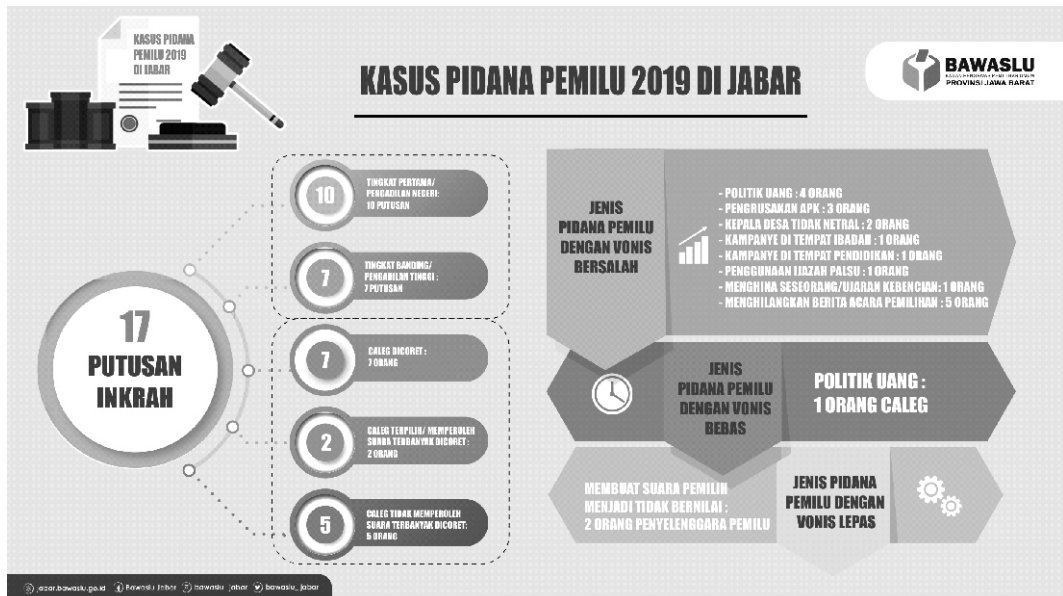 KASUS PIDANA
PEMILU 2019
DI JABAR
KASUS PIDANA PEMILU 2019 DI JABAR
BAWASLU
BADAN PENGAWAS PEMILIHAN UMUM
PROVINSI JAWA BARAT
17
PUTUSAN
INKRAH
10
TINGKAT PERTAMA/
PENGADILAN NEGERI:
10 PUTUSAN
7
TINGKAT BANDING/
PENGADILAN TINGGI :
7 PUTUSAN
7
CALEG DICORET :
7 ORANG
2
CALEG TERPILIH/ MEMPEROLEH
SUARA TERBANYAK DICORET :
2 ORANG
5
CALEG TIDAK MEMPEROLEH
SUARA TERBANYAK DICORET:
5 ORANG
JENIS
PIDANA PEMILU
DENGAN VONIS
BERSALAH
- POLITIK UANG : 4 ORANG
- PENGRUSAKAN APK : 3 ORANG
- KEPALA DESA TIDAK NETRAL : 2 ORANG
- KAMPANYE DI TEMPAT IBADAH : 1 ORANG
- KAMPANYE DI TEMPAT PENDIDIKAN : 1 ORANG
- PENGGUNAAN IJAZAH PALSU : 1 ORANG
- MENGHINA SESEORANG/UJARAN KEBENCIAN : 1 ORANG
- MENGHILANGKAN BERITA ACARA PEMILIHAN : 5 ORANG
JENIS
PIDANA PEMILU
DENGAN VONIS
BEBAS
POLITIK UANG :
1 ORANG CALEG
MEMBUAT SUARA PEMILIH
MENJADI TIDAK BERNILAI :
2 ORANG PENYELENGGARA PEMILU
JENIS PIDANA
PEMILU DENGAN
VONIS LEPAS
jabar.bawaslu.go.id Bawaslu Jabar bawaslu_jabar bawaslu_jabar